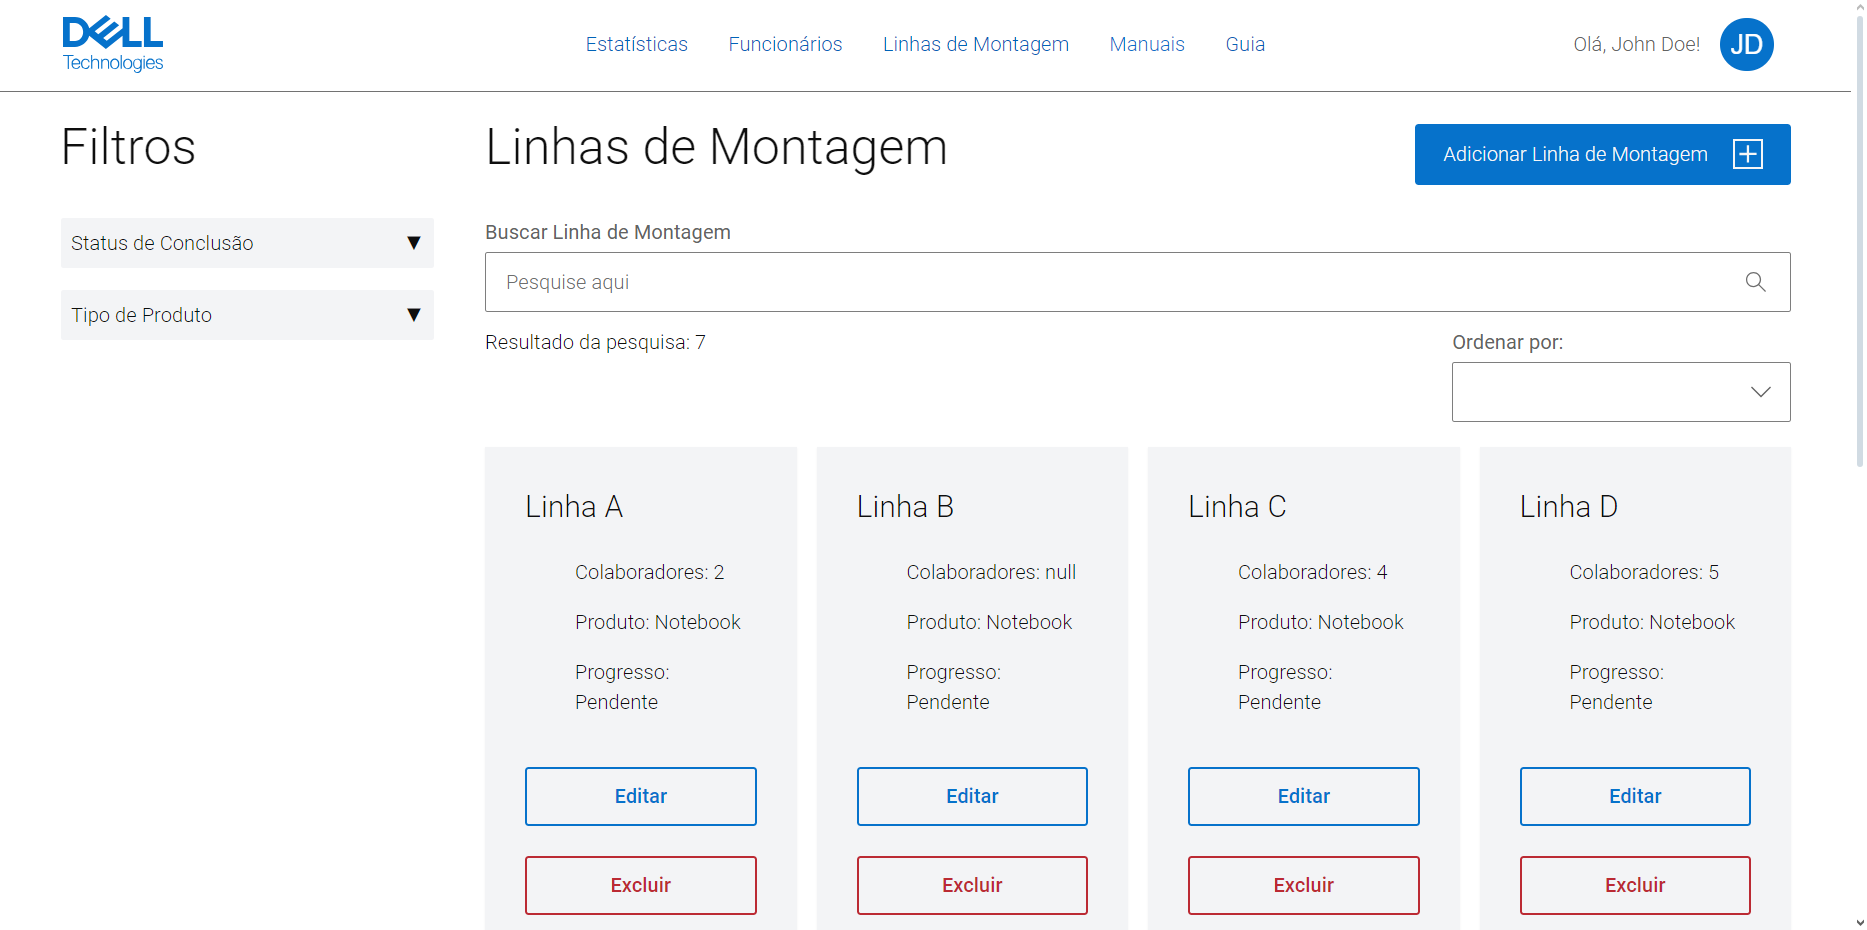 DELL
Technologies
Estatísticas Funcionários Linhas de Montagem Manuais Guia
Olá, John Doe! JD
Filtros
Status de Conclusão ▼
Tipo de Produto ▼
Linhas de Montagem
Adicionar Linha de Montagem
Buscar Linha de Montagem
Pesquise aqui
Resultado da pesquisa: 7
Ordenar por:
Linha A
Colaboradores: 2
Produto: Notebook
Progresso:
Pendente
Editar
Excluir
Linha B
Colaboradores: null
Produto: Notebook
Progresso:
Pendente
Editar
Excluir
Linha C
Colaboradores: 4
Produto: Notebook
Progresso:
Pendente
Editar
Excluir
Linha D
Colaboradores: 5
Produto: Notebook
Progresso:
Pendente
Editar
Excluir